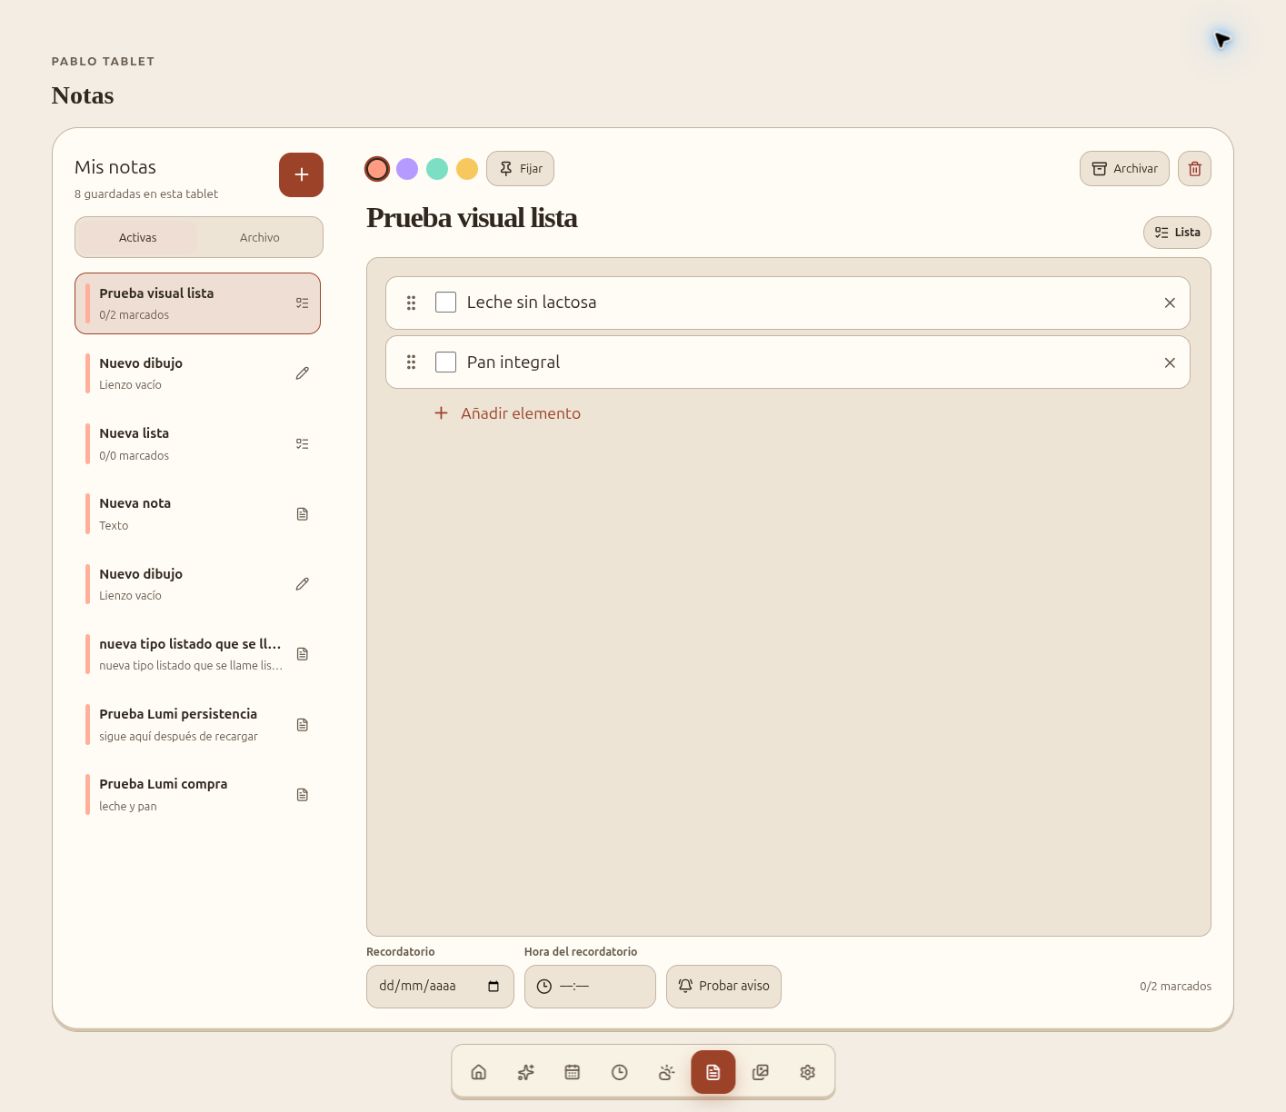 PABLO TABLET
Notas
Mis notas
8 guardadas en esta tablet
Activas
Archivo
Prueba visual lista
0/2 marcados
Nuevo dibujo
Lienzo vacío
Nueva lista
0/0 marcados
Nueva nota
Texto
Nuevo dibujo
Lienzo vacío
nueva tipo listado que se ll...
nueva tipo listado que se llame lis...
Prueba Lumi persistencia
sigue aquí después de recargar
Prueba Lumi compra
leche y pan
Fijar
Archivar
Prueba visual lista
Lista
Leche sin lactosa
Pan integral
Añadir elemento
Recordatorio
Hora del recordatorio
dd/mm/aaaa
—:—
Probar aviso
0/2 marcados